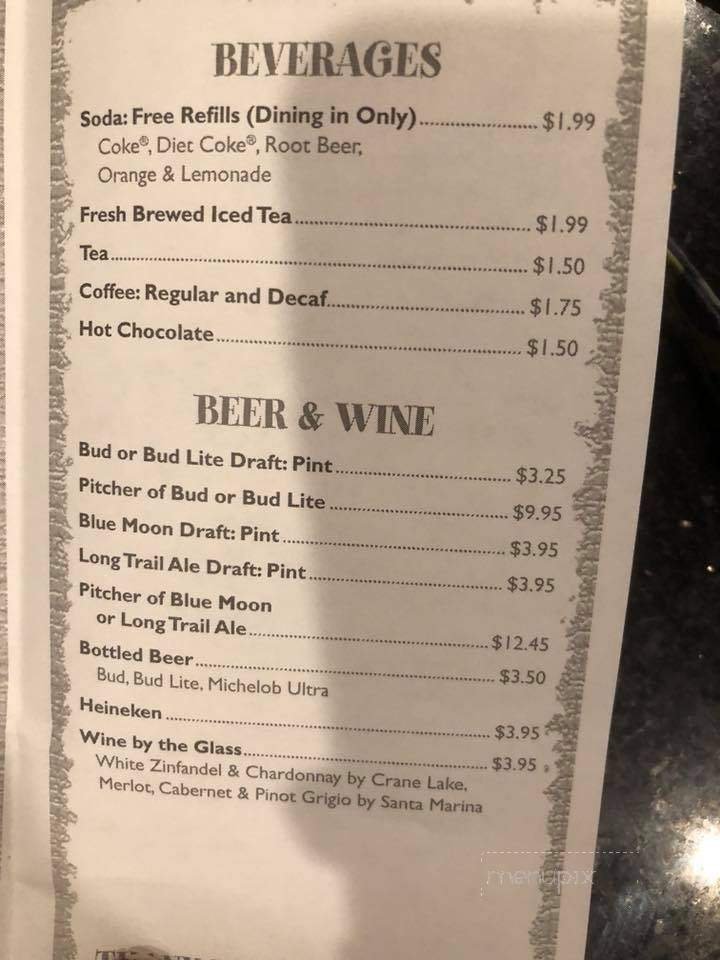 BEVERAGES
Soda: Free Refills (Dining in Only)........................ $1.99
Coke®, Diet Coke®, Root Beer,
Orange & Lemonade
Fresh Brewed Iced Tea................................................ $1.99
Tea..................................................................................... $1.50
Coffee: Regular and Decaf........................................ $1.75
Hot Chocolate............................................................. $1.50
BEER & WINE
Bud or Bud Lite Draft: Pint.................................... $3.25
Pitcher of Bud or Bud Lite..................................... $9.95
Blue Moon Draft: Pint............................................... $3.95
Long Trail Ale Draft: Pint......................................... $3.95
Pitcher of Blue Moon
or Long Trail Ale.................................................. $12.45
Bottled Beer............................................................... $3.50
Bud, Bud Lite, Michelob Ultra
Heineken .................................................................... $3.95
Wine by the Glass.................................................... $3.95
White Zinfandel & Chardonnay by Crane Lake,
Merlot, Cabernet & Pinot Grigio by Santa Marina
menupix